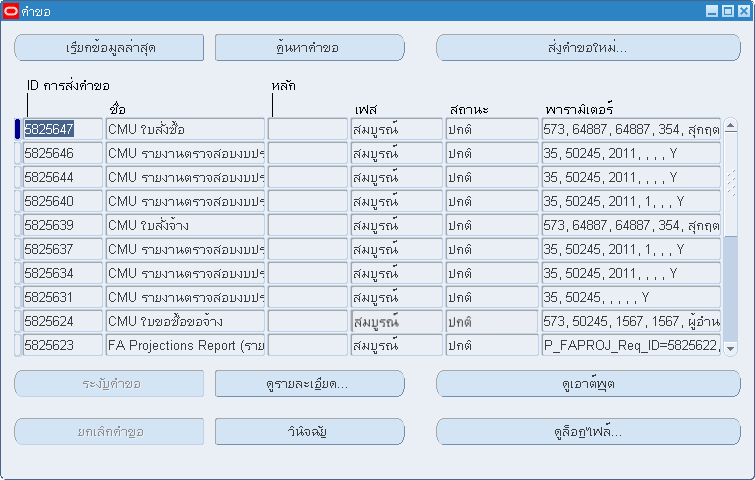 คำขอ
เรียกข้อมูลล่าสุด ค้นหาคำขอ ส่งคำขอใหม่...
ID การส่งคำขอ หลัก
ชื่อ เฟส สถานะ พารามิเตอร์
5825647 CMU ใบสั่งซื้อ สมบูรณ์ ปกติ 573, 64887, 64887, 354, สุกฤต
5825646 CMU รายงานตรวจสอบงบปร สมบูรณ์ ปกติ 35, 50245, 2011, , , , Y
5825644 CMU รายงานตรวจสอบงบปร สมบูรณ์ ปกติ 35, 50245, 2011, , , , Y
5825640 CMU รายงานตรวจสอบงบปร สมบูรณ์ ปกติ 35, 50245, 2011, 1, , , Y
5825639 CMU ใบสั่งจ้าง สมบูรณ์ ปกติ 573, 64887, 64887, 354, สุกฤต
5825637 CMU รายงานตรวจสอบงบปร สมบูรณ์ ปกติ 35, 50245, 2011, 1, , , Y
5825634 CMU รายงานตรวจสอบงบปร สมบูรณ์ ปกติ 35, 50245, 2011, , , , Y
5825631 CMU รายงานตรวจสอบงบปร สมบูรณ์ ปกติ 35, 50245, , , , , Y
5825624 CMU ใบขอซื้อขอจ้าง สมบูรณ์ ปกติ 573, 50245, 1567, 1567, ผู้อำน
5825623 FA Projections Report (ราย สมบูรณ์ ปกติ P_FAPROJ_Req_ID=5825622,
ระงับคำขอ ดูรายละเอียด... ดูเอาต์พุต
ยกเลิกคำขอ วินิจฉัย ดูล็อกไฟล์...